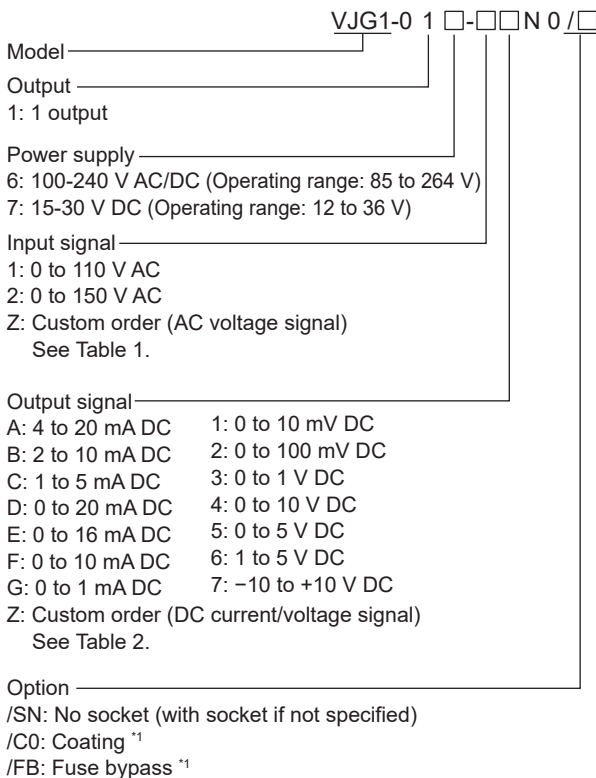 VJG1-0 1 □-□□ N 0 /□
Model
Output
1: 1 output
Power supply
6: 100-240 V AC/DC (Operating range: 85 to 264 V)
7: 15-30 V DC (Operating range: 12 to 36 V)
Input signal
1: 0 to 110 V AC
2: 0 to 150 V AC
Z: Custom order (AC voltage signal)
See Table 1.
Output signal
A: 4 to 20 mA DC
B: 2 to 10 mA DC
C: 1 to 5 mA DC
D: 0 to 20 mA DC
E: 0 to 16 mA DC
F: 0 to 10 mA DC
G: 0 to 1 mA DC
1: 0 to 10 mV DC
2: 0 to 100 mV DC
3: 0 to 1 V DC
4: 0 to 10 V DC
5: 0 to 5 V DC
6: 1 to 5 V DC
7: −10 to +10 V DC
Z: Custom order (DC current/voltage signal)
See Table 2.
Option
/SN: No socket (with socket if not specified)
/C0: Coating *1
/FB: Fuse bypass *1